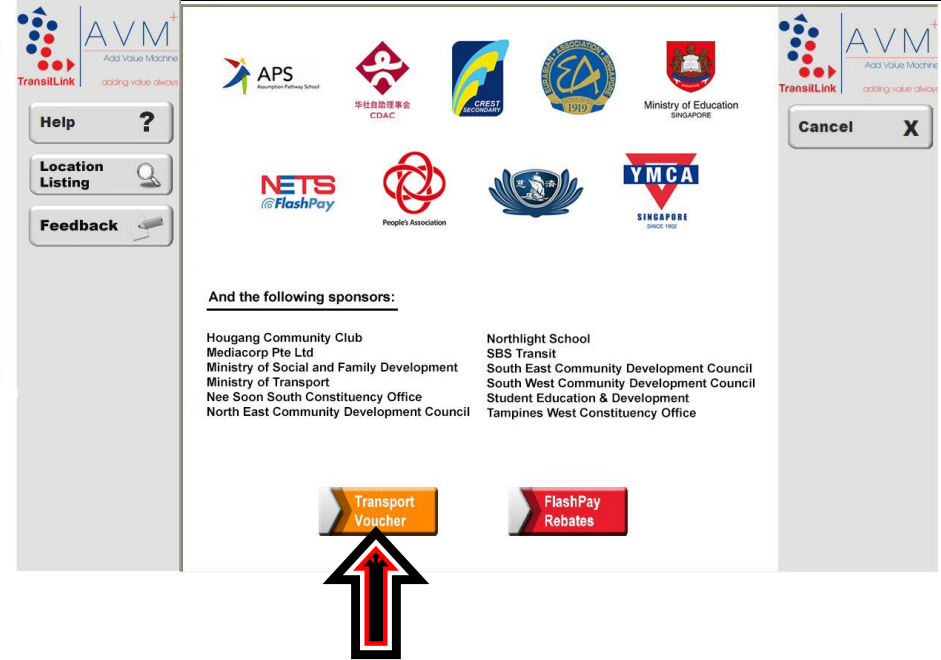 AVM+
Add Value Machine
TransitLink
adding value always
Help ?
Location
Listing
Feedback
APS
Assumption Pathway School
华社自助理事会
CDAC
CREST
SECONDARY
EURASIAN ASSOCIATION, SINGAPORE
EA
1919
Ministry of Education
SINGAPORE
NETS
FlashPay
People's Association
慈 濟
YMCA
SINGAPORE
SINCE 1902
And the following sponsors:
Hougang Community Club
Mediacorp Pte Ltd
Ministry of Social and Family Development
Ministry of Transport
Nee Soon South Constituency Office
North East Community Development Council
Northlight School
SBS Transit
South East Community Development Council
South West Community Development Council
Student Education & Development
Tampines West Constituency Office
Transport
Voucher
FlashPay
Rebates
AVM+
Add Value Machine
TransitLink
adding value always
Cancel X